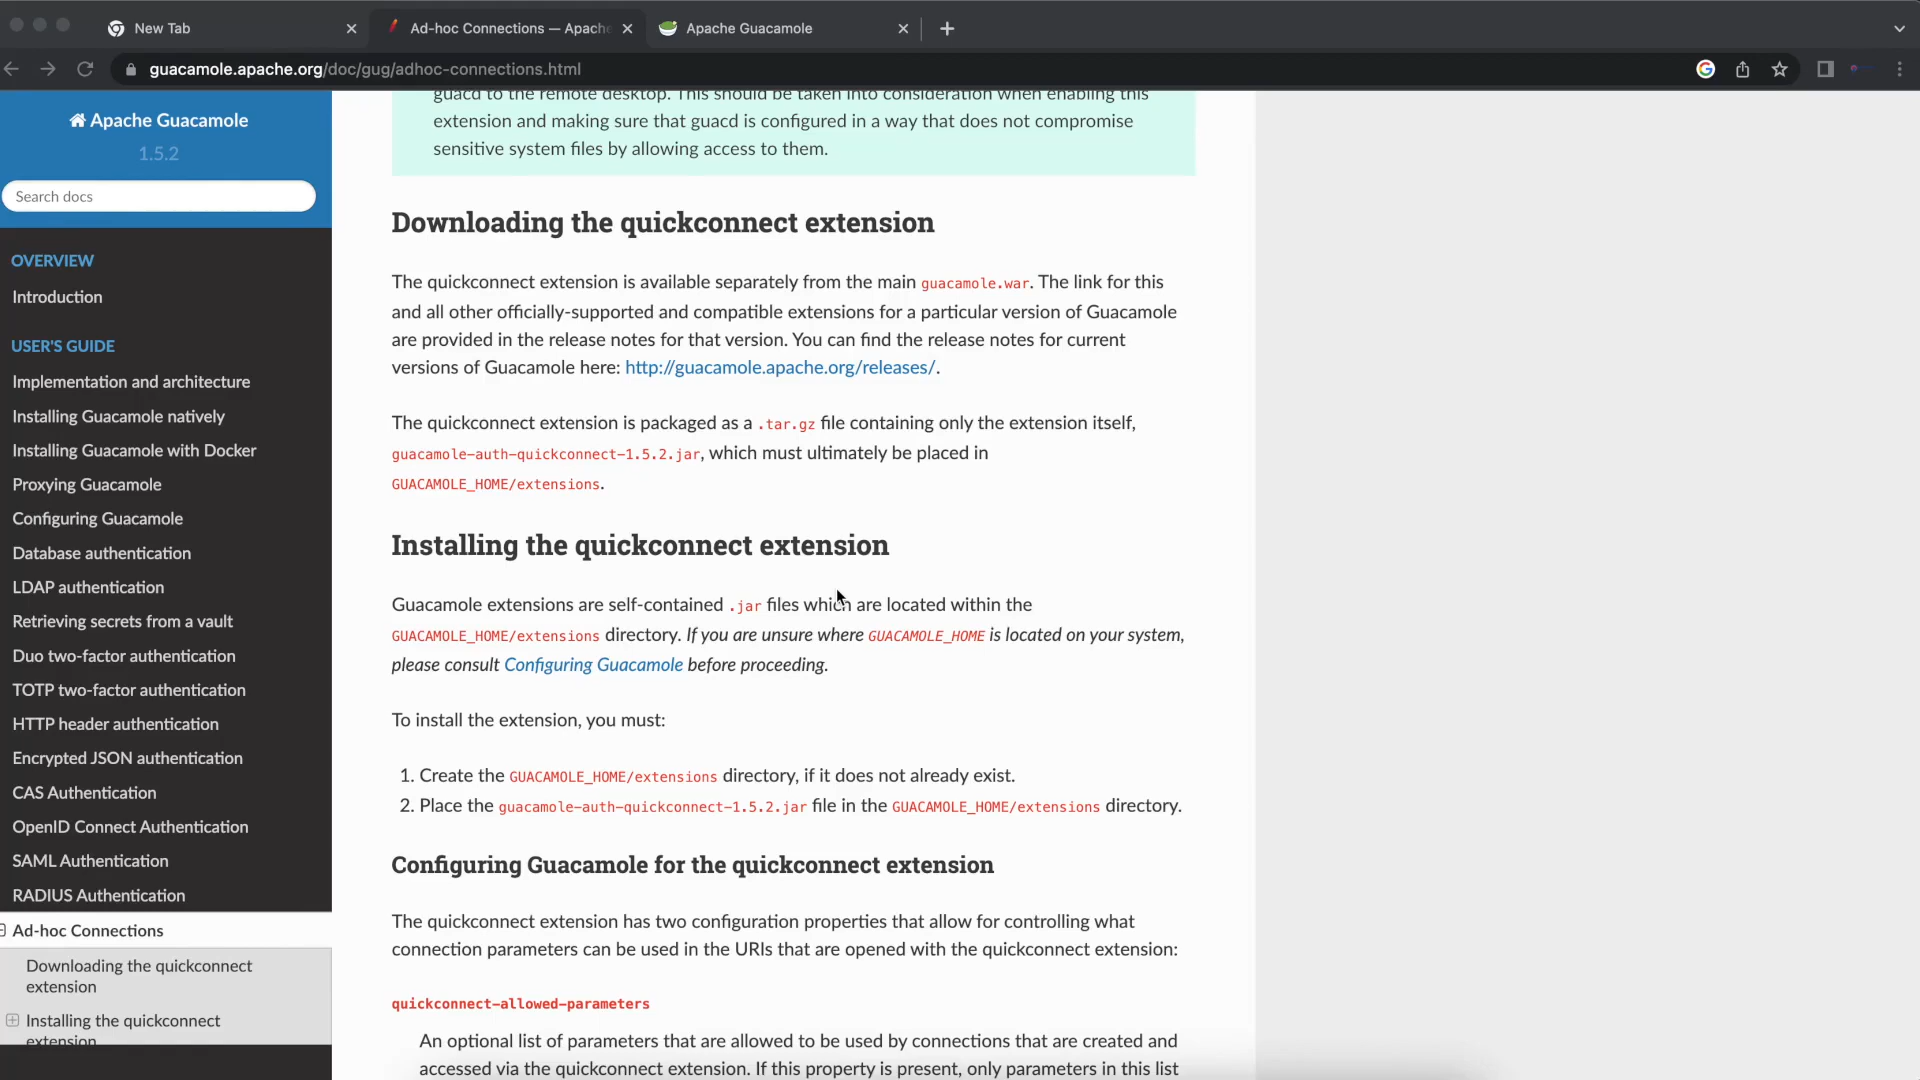 New Tab
Ad-hoc Connections — Apache
Apache Guacamole
guacamole.apache.org/doc/gug/adhoc-connections.html
Apache Guacamole
1.5.2
Search docs
OVERVIEW
Introduction
USER'S GUIDE
Implementation and architecture
Installing Guacamole natively
Installing Guacamole with Docker
Proxying Guacamole
Configuring Guacamole
Database authentication
LDAP authentication
Retrieving secrets from a vault
Duo two-factor authentication
TOTP two-factor authentication
HTTP header authentication
Encrypted JSON authentication
CAS Authentication
OpenID Connect Authentication
SAML Authentication
RADIUS Authentication
Ad-hoc Connections
Downloading the quickconnect
extension
Installing the quickconnect
extension
guacd to the remote desktop. This should be taken into consideration when enabling this
extension and making sure that guacd is configured in a way that does not compromise
sensitive system files by allowing access to them.
Downloading the quickconnect extension
The quickconnect extension is available separately from the main guacamole.war. The link for this
and all other officially-supported and compatible extensions for a particular version of Guacamole
are provided in the release notes for that version. You can find the release notes for current
versions of Guacamole here: http://guacamole.apache.org/releases/.
The quickconnect extension is packaged as a .tar.gz file containing only the extension itself,
guacamole-auth-quickconnect-1.5.2.jar, which must ultimately be placed in
GUACAMOLE_HOME/extensions.
Installing the quickconnect extension
Guacamole extensions are self-contained .jar files which are located within the
GUACAMOLE_HOME/extensions directory. If you are unsure where GUACAMOLE_HOME is located on your system,
please consult Configuring Guacamole before proceeding.
To install the extension, you must:
1. Create the GUACAMOLE_HOME/extensions directory, if it does not already exist.
2. Place the guacamole-auth-quickconnect-1.5.2.jar file in the GUACAMOLE_HOME/extensions directory.
Configuring Guacamole for the quickconnect extension
The quickconnect extension has two configuration properties that allow for controlling what
connection parameters can be used in the URIs that are opened with the quickconnect extension:
quickconnect-allowed-parameters
An optional list of parameters that are allowed to be used by connections that are created and
accessed via the quickconnect extension. If this property is present, only parameters in this list